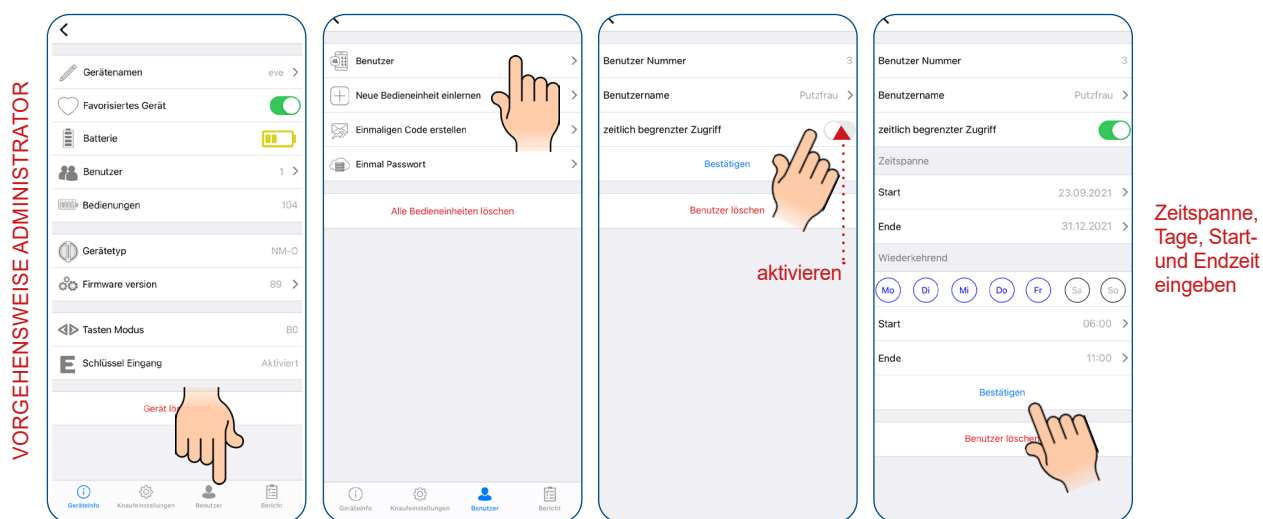 VORGEHENSWEISE ADMINISTRATOR
Gerätenamen eve
Favorisiertes Gerät
Batterie
Benutzer 1
Bedienungen 104
Gerätetyp NM-O
Firmware version 89
Tasten Modus B0
E Schlüssel Eingang Aktiviert
Gerät lö
Geräteinfo Knaufeinstellungen Benutzer Bericht
Benutzer
Neue Bedieneinheit einlernen
Einmaligen Code erstellen
Einmal Passwort
Alle Bedieneinheiten löschen
Geräteinfo Knaufeinstellungen Benutzer Bericht
Benutzer Nummer 3
Benutzername Putzfrau
zeitlich begrenzter Zugriff
Bestätigen
Benutzer löschen
aktivieren
Benutzer Nummer 3
Benutzername Putzfrau
zeitlich begrenzter Zugriff
Zeitspanne
Start 23.09.2021
Ende 31.12.2021
Wiederkehrend
Mo Di Mi Do Fr Sa So
Start 06:00
Ende 11:00
Bestätigen
Benutzer löschen
Zeitspanne,
Tage, Start-
und Endzeit
eingeben